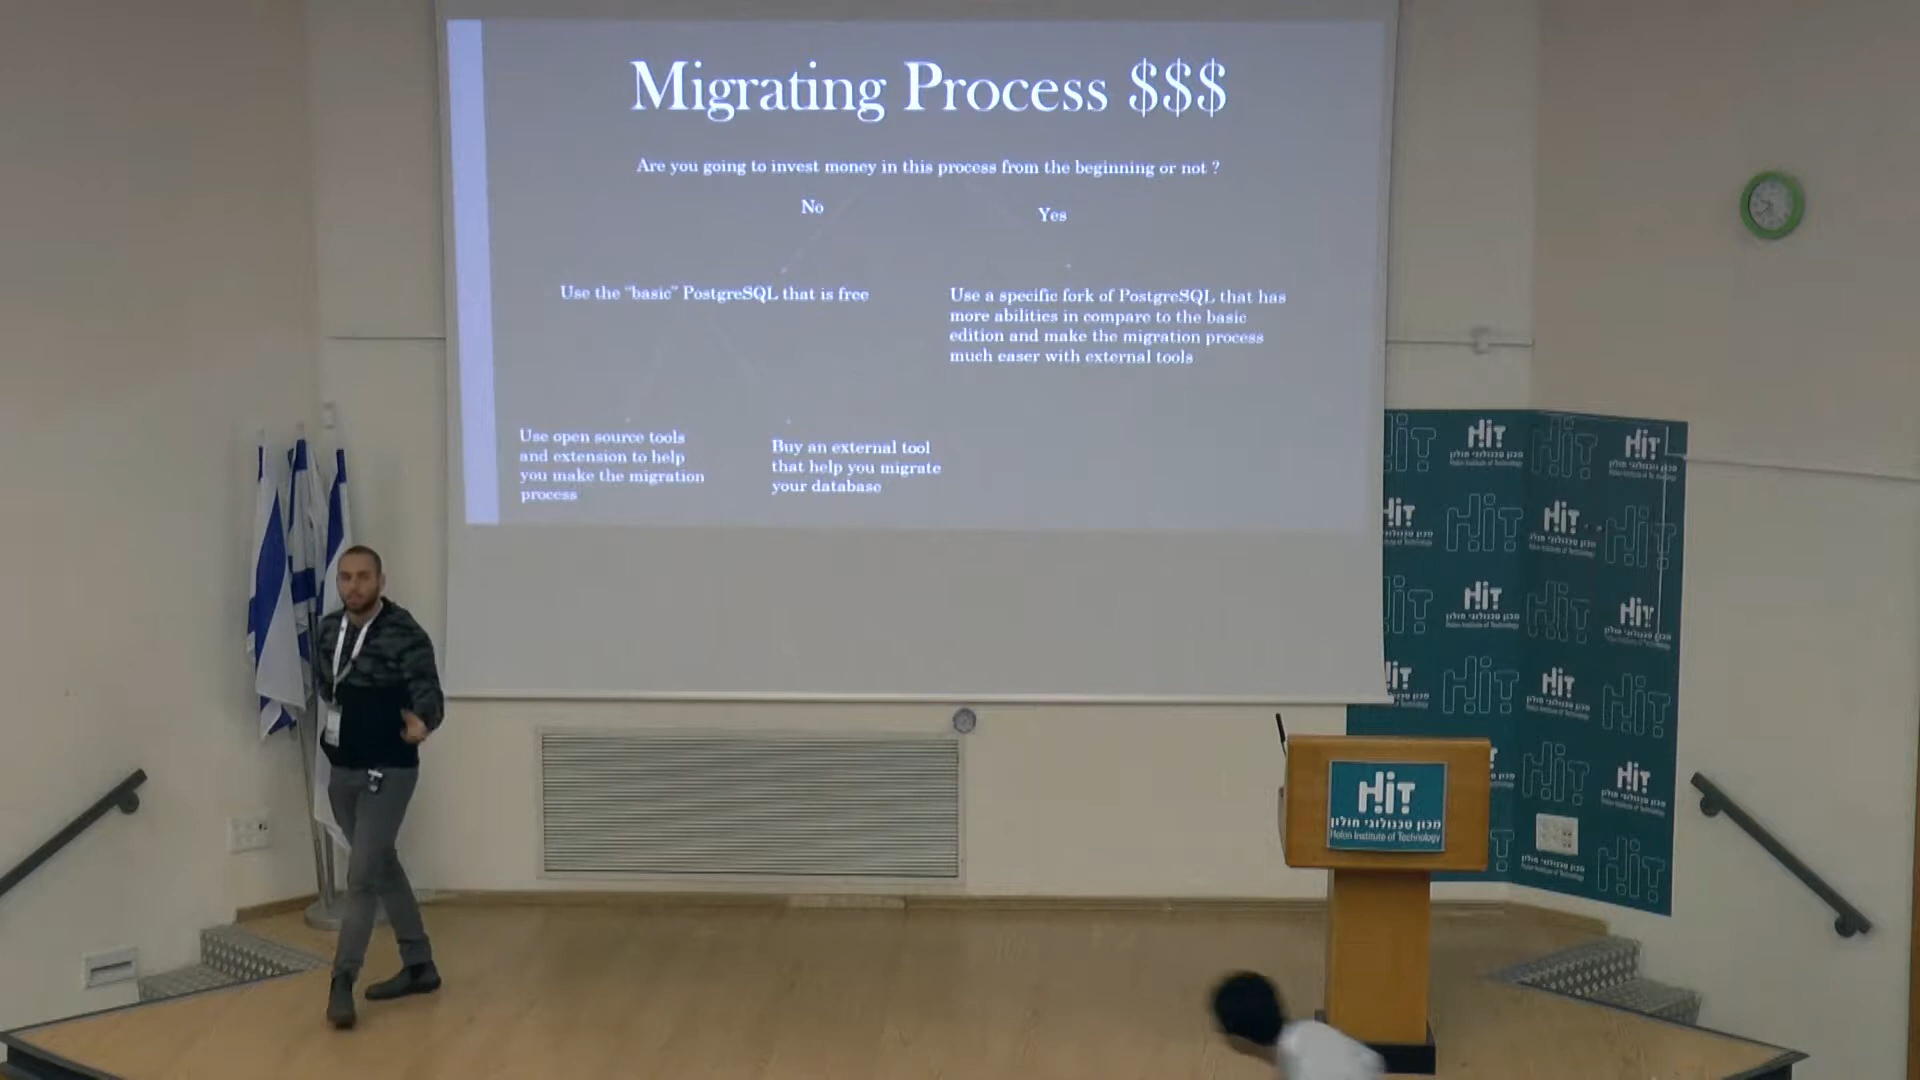 Migrating Process $$$
Are you going to invest money in this process from the beginning or not ?
No
Yes
Use the "basic" PostgreSQL that is free
Use a specific fork of PostgreSQL that has
more abilities in compare to the basic
edition and make the migration process
much easer with external tools
Use open source tools
and extension to help
you make the migration
process
Buy an external tool
that help you migrate
your database
HiT
מכון טכנולוגי חולון
Holon Institute of Technology